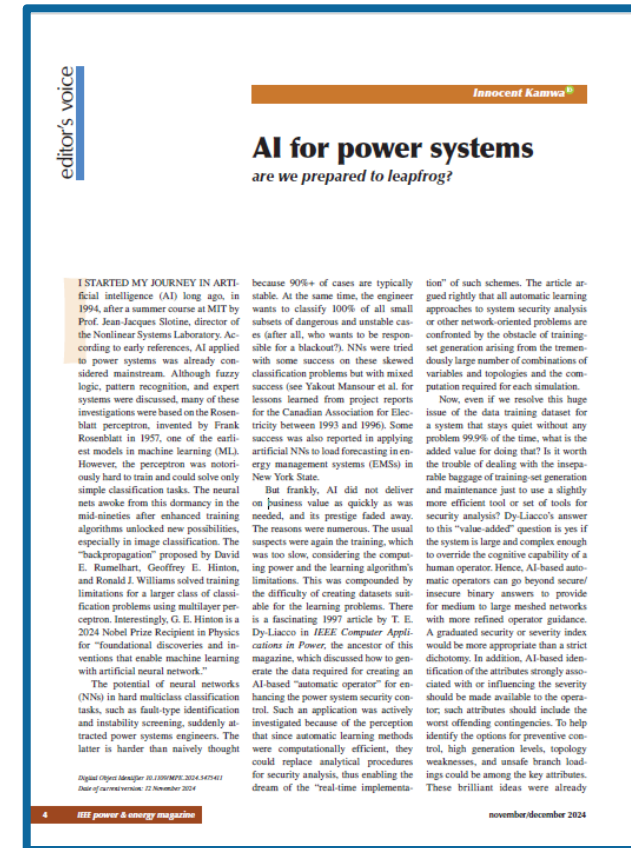 editor's voice
Innocent Kamwa
AI for power systems
are we prepared to leapfrog?
I STARTED MY JOURNEY IN ARTI-
ficial intelligence (AI) long ago, in
1994, after a summer course at MIT by
Prof. Jean-Jacques Slotine, director of
the Nonlinear Systems Laboratory. Ac-
cording to early references, AI applied
to power systems was already con-
sidered mainstream. Although fuzzy
logic, pattern recognition, and expert
systems were discussed, many of these
investigations were based on the Rosen-
blatt perceptron, invented by Frank
Rosenblatt in 1957, one of the earli-
est models in machine learning (ML).
However, the perceptron was notori-
ously hard to train and could solve only
simple classification tasks. The neural
nets awoke from this dormancy in the
mid-nineties after enhanced training
algorithms unlocked new possibilities,
especially in image classification. The
"backpropagation" proposed by David
E. Rumelhart, Geoffrey E. Hinton,
and Ronald J. Williams solved training
limitations for a larger class of classi-
fication problems using multilayer per-
ceptron. Interestingly, G. E. Hinton is a
2024 Nobel Prize Recipient in Physics
for "foundational discoveries and in-
ventions that enable machine learning
with artificial neural network."
The potential of neural networks
(NNs) in hard multiclass classification
tasks, such as fault-type identification
and instability screening, suddenly at-
tracted power systems engineers. The
latter is harder than naively thought
Digital Object Identifier 10.1109/MPE.2024.3475411
Date of current version: 12 November 2024
because 90%+ of cases are typically
stable. At the same time, the engineer
wants to classify 100% of all small
subsets of dangerous and unstable cas-
es (after all, who wants to be respon-
sible for a blackout?). NNs were tried
with some success on these skewed
classification problems but with mixed
success (see Yakout Mansour et al. for
lessons learned from project reports
for the Canadian Association for Elec-
tricity between 1993 and 1996). Some
success was also reported in applying
artificial NNs to load forecasting in en-
ergy management systems (EMSs) in
New York State.
But frankly, AI did not deliver
on business value as quickly as was
needed, and its prestige faded away.
The reasons were numerous. The usual
suspects were again the training, which
was too slow, considering the comput-
ing power and the learning algorithm's
limitations. This was compounded by
the difficulty of creating datasets suit-
able for the learning problems. There
is a fascinating 1997 article by T. E.
Dy-Liacco in IEEE Computer Appli-
cations in Power, the ancestor of this
magazine, which discussed how to gen-
erate the data required for creating an
AI-based "automatic operator" for en-
hancing the power system security con-
trol. Such an application was actively
investigated because of the perception
that since automatic learning methods
were computationally efficient, they
could replace analytical procedures
for security analysis, thus enabling the
dream of the "real-time implementa-
tion" of such schemes. The article ar-
gued rightly that all automatic learning
approaches to system security analysis
or other network-oriented problems are
confronted by the obstacle of training-
set generation arising from the tremen-
dously large number of combinations of
variables and topologies and the com-
putation required for each simulation.
Now, even if we resolve this huge
issue of the data training dataset for
a system that stays quiet without any
problem 99.9% of the time, what is the
added value for doing that? Is it worth
the trouble of dealing with the insepa-
rable baggage of training-set generation
and maintenance just to use a slightly
more efficient tool or set of tools for
security analysis? Dy-Liacco's answer
to this "value-added" question is yes if
the system is large and complex enough
to override the cognitive capability of a
human operator. Hence, AI-based auto-
matic operators can go beyond secure/
insecure binary answers to provide
for medium to large meshed networks
with more refined operator guidance.
A graduated security or severity index
would be more appropriate than a strict
dichotomy. In addition, AI-based iden-
tification of the attributes strongly asso-
ciated with or influencing the severity
should be made available to the opera-
tor; such attributes should include the
worst offending contingencies. To help
identify the options for preventive con-
trol, high generation levels, topology
weaknesses, and unsafe branch load-
ings could be among the key attributes.
These brilliant ideas were already
4 IEEE power & energy magazine
november/december 2024